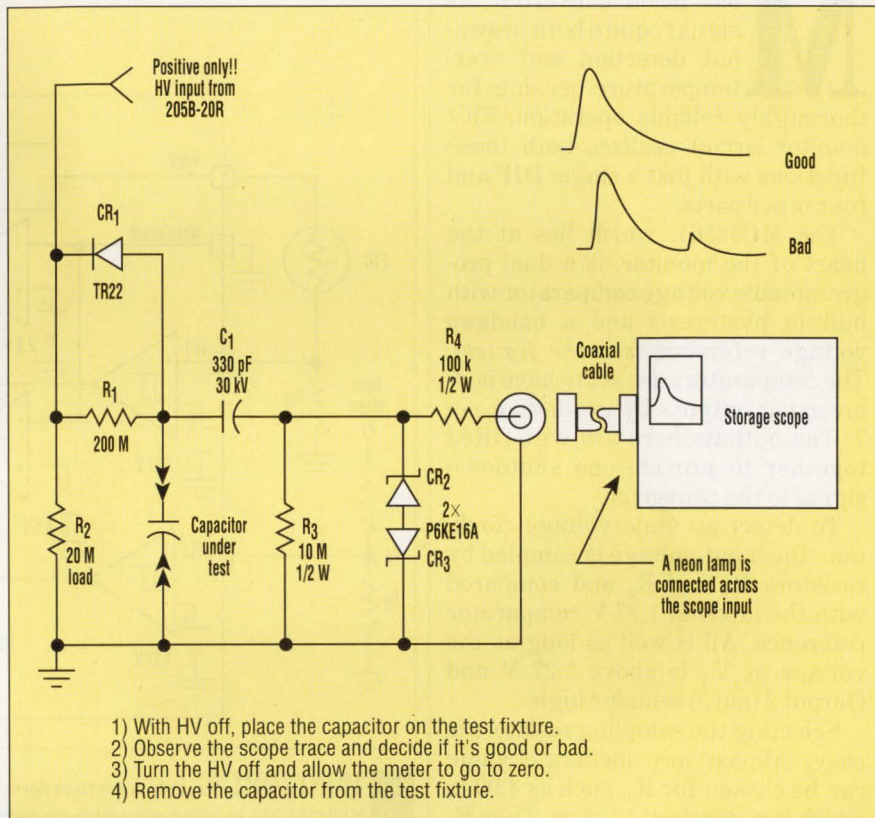 Positive only!!
HV input from
205B-20R
Good
Bad
CR1
TR22
C1
330 pF
30 kV
R1
200 M
R2
20 M
load
Capacitor
under
test
R3
10 M
1/2 W
R4
100 k
1/2 W
CR2
2×
P6KE16A
CR3
Coaxial
cable
Storage scope
A neon lamp is
connected across
the scope input
1) With HV off, place the capacitor on the test fixture.
2) Observe the scope trace and decide if it's good or bad.
3) Turn the HV off and allow the meter to go to zero.
4) Remove the capacitor from the test fixture.